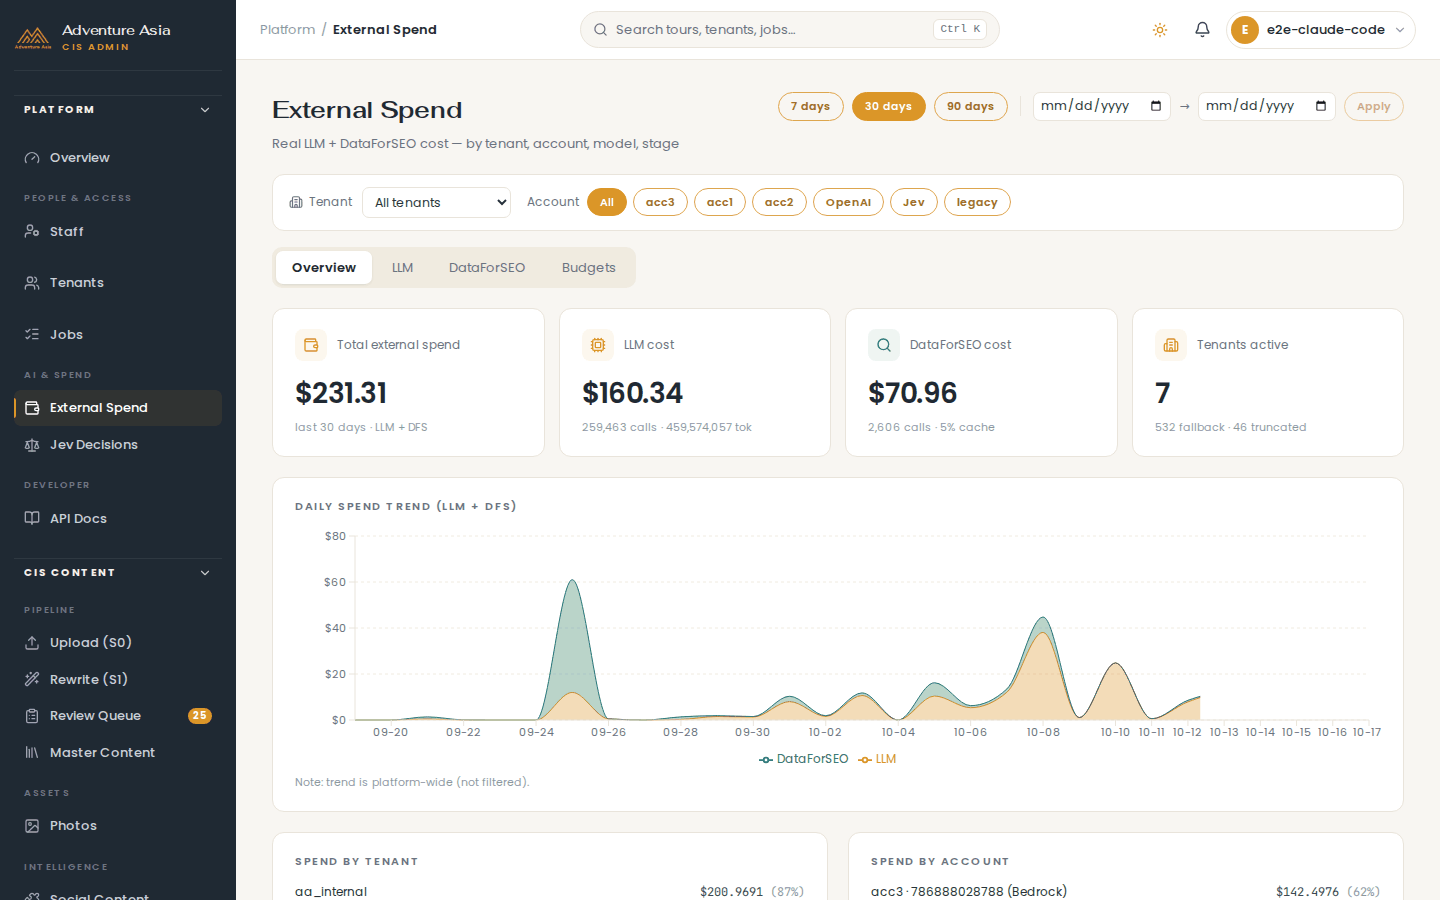 Adventure Asia
Adventure Asia
CIS ADMIN
PLATFORM
Overview
PEOPLE & ACCESS
Staff
Tenants
Jobs
AI & SPEND
External Spend
Jev Decisions
DEVELOPER
API Docs
CIS CONTENT
PIPELINE
Upload (S0)
Rewrite (S1)
Review Queue 25
Master Content
ASSETS
Photos
INTELLIGENCE
Social Content
Platform / External Spend
Search tours, tenants, jobs... Ctrl K
E e2e-claude-code
External Spend
7 days 30 days 90 days mm/dd/yyyy → mm/dd/yyyy Apply
Real LLM + DataForSEO cost — by tenant, account, model, stage
Tenant All tenants Account All acc3 acc1 acc2 OpenAI Jev legacy
Overview LLM DataForSEO Budgets
Total external spend
$231.31
last 30 days · LLM + DFS
LLM cost
$160.34
259,463 calls · 459,574,057 tok
DataForSEO cost
$70.96
2,606 calls · 5% cache
Tenants active
7
532 fallback · 46 truncated
DAILY SPEND TREND (LLM + DFS)
$80
$60
$40
$20
$0
09-20 09-22 09-24 09-26 09-28 09-30 10-02 10-04 10-06 10-08 10-10 10-11 10-12 10-13 10-14 10-15 10-16 10-17
DataForSEO LLM
Note: trend is platform-wide (not filtered).
SPEND BY TENANT
aa_internal $200.9691 (87%)
SPEND BY ACCOUNT
acc3 · 786888028788 (Bedrock) $142.4976 (62%)